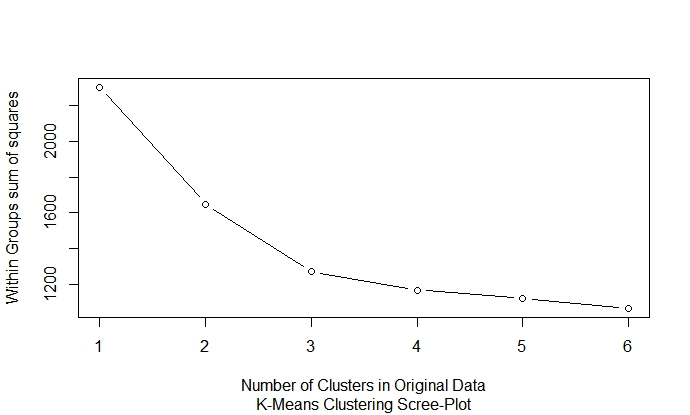 Within Groups sum of squares
2000
1600
1200
1 2 3 4 5 6
Number of Clusters in Original Data
K-Means Clustering Scree-Plot